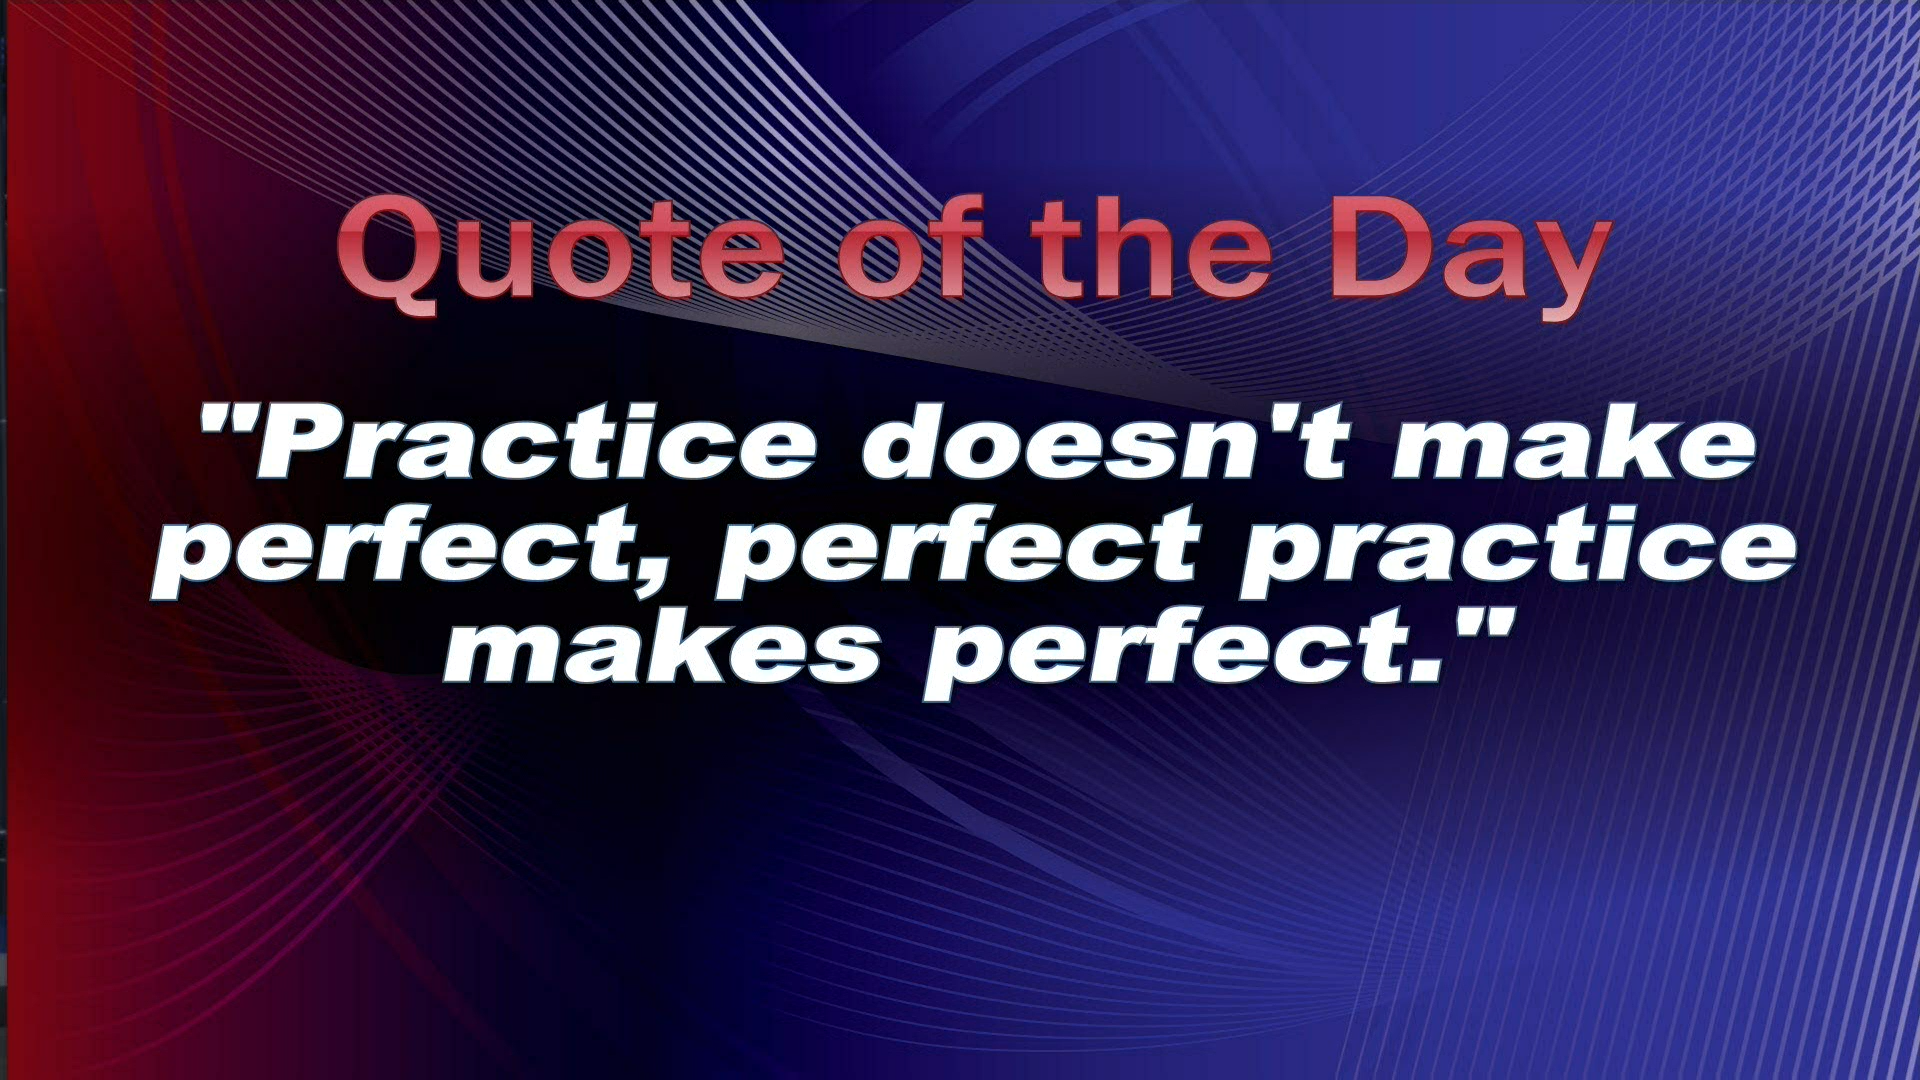 Quote of the Day
"Practice doesn't make
perfect, perfect practice
makes perfect."